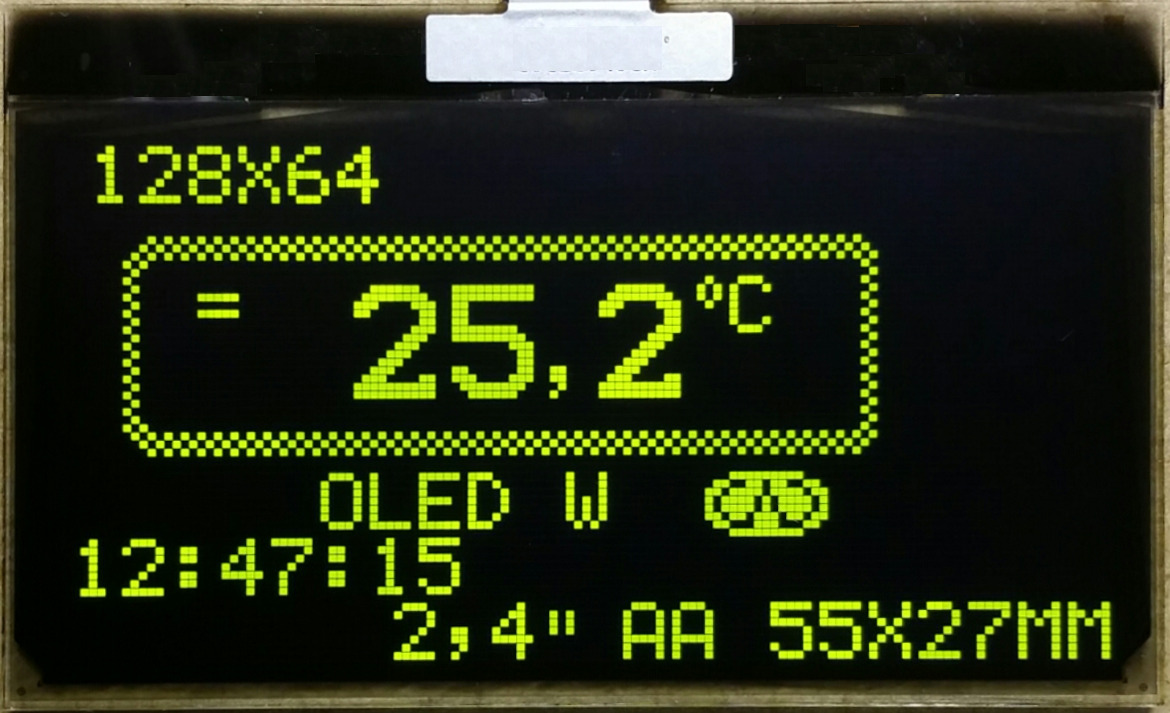 128X64
= 25,2°C
OLED W
12:47:15
2,4" AA 55X27MM